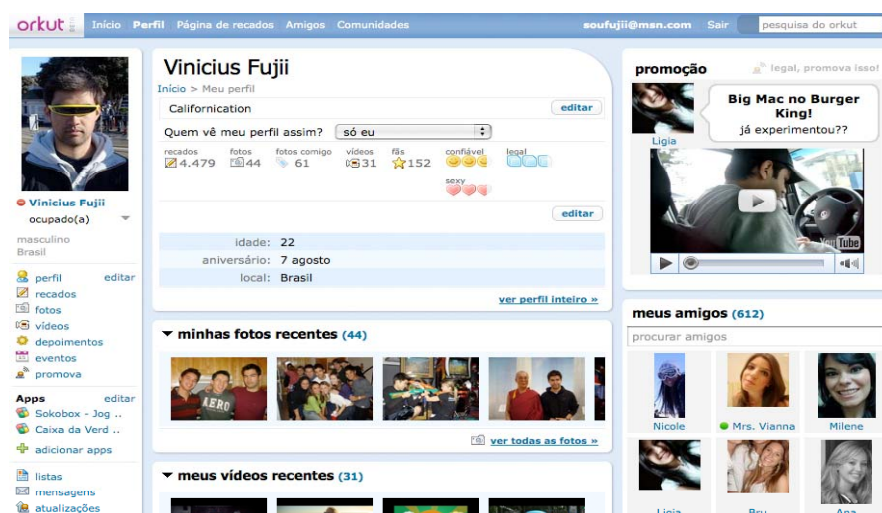 orkut BETA
Início Perfil Página de recados Amigos Comunidades
soufujii@msn.com Sair pesquisa do orkut
Vinicius Fujii
ocupado(a)
masculino
Brasil
perfil editar
recados
fotos
vídeos
depoimentos
eventos
promova
Apps editar
Sokobox - Jog ..
Caixa da Verd ..
adicionar apps
listas
mensagens
atualizações
Vinicius Fujii
Início > Meu perfil
Californication editar
Quem vê meu perfil assim? só eu
recados fotos fotos comigo vídeos fãs confiável legal
4.479 44 61 31 152
sexy
editar
idade: 22
aniversário: 7 agosto
local: Brasil
ver perfil inteiro »
minhas fotos recentes (44)
AERO
ver todas as fotos »
meus vídeos recentes (31)
promoção legal, promova isso!
Ligia
Big Mac no Burger
King!
já experimentou??
You Tube
meus amigos (612)
procurar amigos
Nicole Mrs. Vianna Milene
Ligia Bru Ana